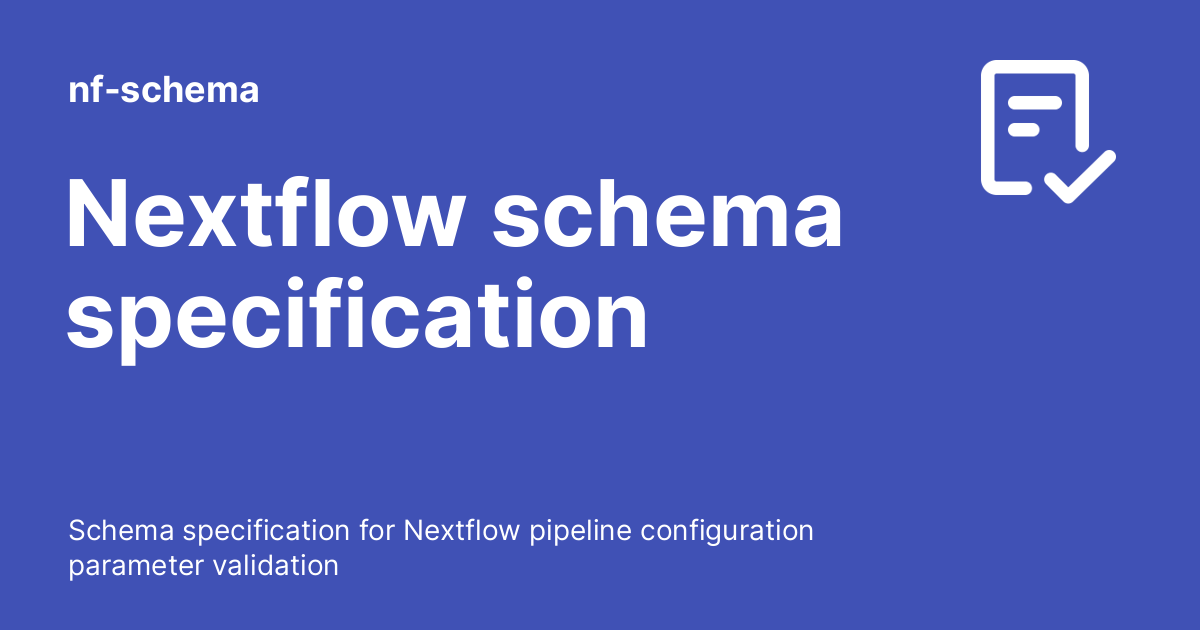 nf-schema
Nextflow schema
specification
Schema specification for Nextflow pipeline configuration
parameter validation